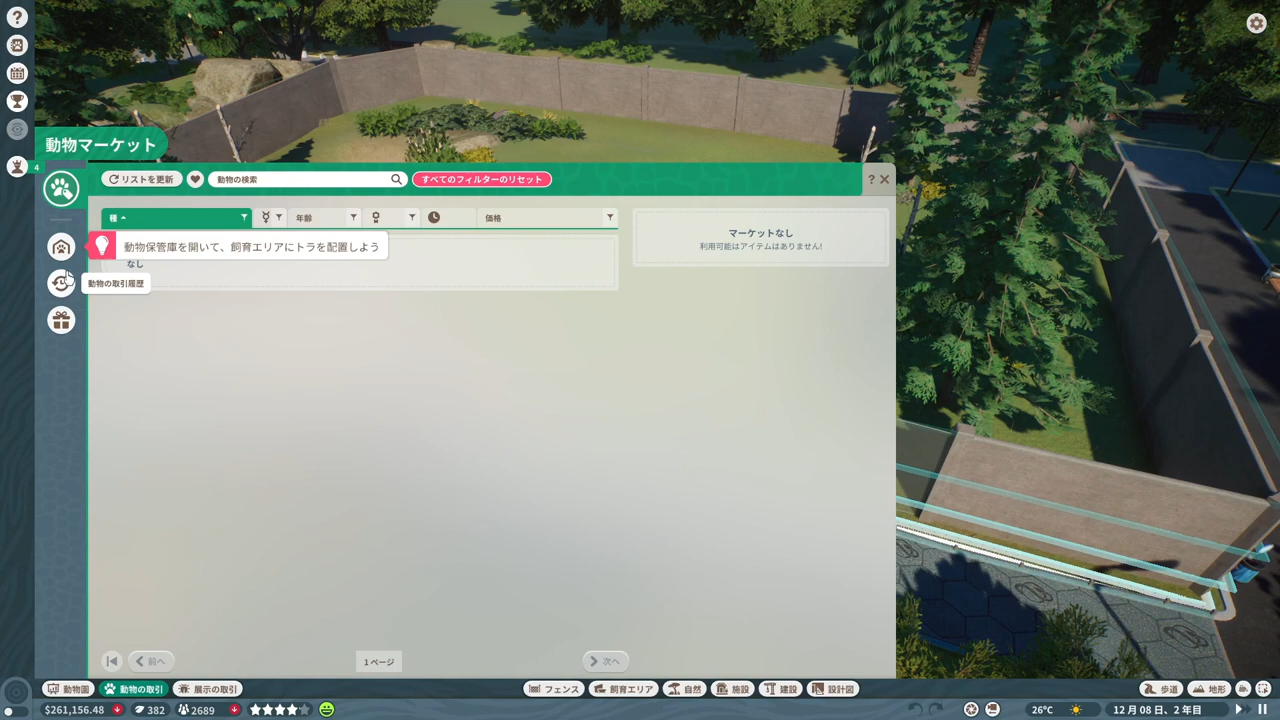 ?
動物マーケット
4
リストを更新
動物の検索
すべてのフィルターのリセット
?
種
年齢
価格
マーケットなし
利用可能はアイテムはありません!
動物保管庫を開いて、飼育エリアにトラを配置しよう
なし
動物の取引履歴
前へ
1 ページ
次へ
動物園
動物の取引
展示の取引
フェンス
飼育エリア
自然
施設
建設
設計図
歩道
地形
$261,156.48
382
2689
26°C
12 月 08 日、2 年目